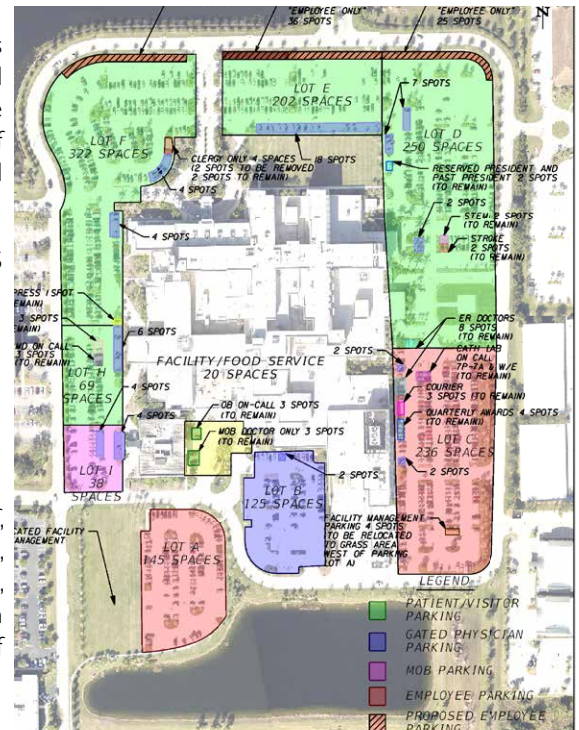 "EMPLOYEE ONLY"
36 SPOTS
"EMPLOYEE ONLY"
25 SPOTS
N
LOT E
202 SPACES
7 SPOTS
LOT D
250 SPACES
LOT F
322 SPACES
CLERGY ONLY 4 SPACES
(2 SPOTS TO BE REMOVED
2 SPOTS TO REMAIN)
18 SPOTS
4 SPOTS
RESERVED PRESIDENT AND
PAST PRESIDENT 2 SPOTS
(TO REMAIN)
2 SPOTS
STEMI 2 SPOTS
(TO REMAIN)
STROKE
2 SPOTS
(TO REMAIN)
4 SPOTS
PRESS 1 SPOT
EMAIN)
3 SPOTS
EMAIN)
MD ON CALL
3 SPOTS
(TO REMAIN)
6 SPOTS
LOT H
69
SPACES
4 SPOTS
4 SPOTS
LOT I
38
SPACES
FACILITY/FOOD SERVICE
20 SPACES
2 SPOTS
ER DOCTORS
8 SPOTS
(TO REMAIN)
CATH LAB
ON CALL
7P-7A & W/E
(TO REMAIN)
COURIER
3 SPOTS (TO REMAIN)
QUARTERLY AWARDS 4 SPOTS
(TO REMAIN)
LOT C
236 SPACES
2 SPOTS
OB ON-CALL 3 SPOTS
(TO REMAIN)
MOB DOCTOR ONLY 3 SPOTS
(TO REMAIN)
2 SPOTS
LOT B
125 SPACES
FACILITY MANAGEMENT
PARKING 4 SPOTS
TO BE RELOCATED
TO GRASS AREA
WEST OF PARKING
LOT A)
CATED FACILITY
ANAGEMENT
LOT A
145 SPACES
LEGEND
PATIENT/VISITOR
PARKING
GATED PHYSICIAN
PARKING
MOB PARKING
EMPLOYEE PARKING
PROPOSED EMPLOYEE
PARKING